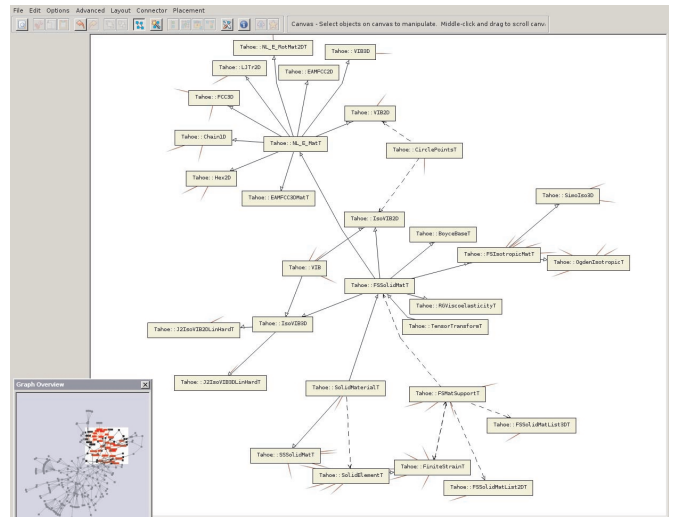 File Edit Options Advanced Layout Connector Placement
Canvas - Select objects on canvas to manipulate. Middle-click and drag to scroll canv
Tahoe::NL_E_RotMat2DT
Tahoe::VIB3D
Tahoe::LJTr2D
Tahoe::EAMFCC2D
Tahoe::FCC3D
Tahoe::VIB2D
Tahoe::Chain1D
Tahoe::NL_E_MatT
Tahoe::CirclePointsT
Tahoe::Hex2D
Tahoe::EAMFCC3DMatT
Tahoe::SimoIso3D
Tahoe::IsoVIB2D
Tahoe::BoyceBaseT
Tahoe::FSIsotropicMatT
Tahoe::OgdenIsotropicT
Tahoe::VIB
Tahoe::FSSolidMatT
Tahoe::RGViscoelasticityT
Tahoe::IsoVIB3D
Tahoe::TensorTransformT
Tahoe::J2IsoVIB2DLinHardT
Tahoe::J2IsoVIB3DLinHardT
Tahoe::SolidMaterialT
Tahoe::FSMatSupportT
Graph Overview
Tahoe::FSSolidMatList3DT
Tahoe::SSSolidMatT
Tahoe::FiniteStrainT
Tahoe::SolidElementT
Tahoe::FSSolidMatList2DT